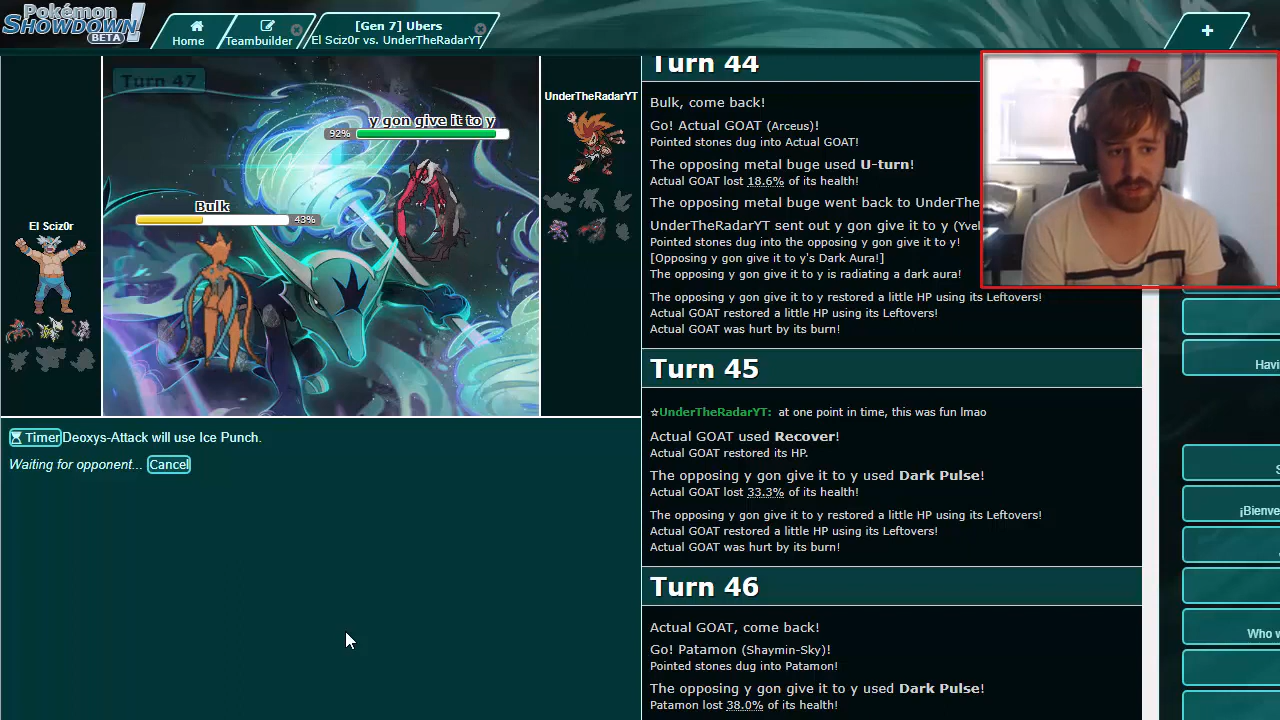 Pokémon
SHOWDOWN!
BETA
Home
Teambuilder
[Gen 7] Ubers
El Sciz0r vs. UnderTheRadarYT
+
Turn 47
y gon give it to y
92%
Bulk
43%
El Sciz0r
UnderTheRadarYT
Timer Deoxys-Attack will use Ice Punch.
Waiting for opponent... Cancel
Turn 44
Bulk, come back!
Go! Actual GOAT (Arceus)!
Pointed stones dug into Actual GOAT!
The opposing metal buge used U-turn!
Actual GOAT lost 18.6% of its health!
The opposing metal buge went back to UnderThe
UnderTheRadarYT sent out y gon give it to y (Yvel
Pointed stones dug into the opposing y gon give it to y!
[Opposing y gon give it to y's Dark Aura!]
The opposing y gon give it to y is radiating a dark aura!
The opposing y gon give it to y restored a little HP using its Leftovers!
Actual GOAT restored a little HP using its Leftovers!
Actual GOAT was hurt by its burn!
Turn 45
☆UnderTheRadarYT: at one point in time, this was fun lmao
Actual GOAT used Recover!
Actual GOAT restored its HP.
The opposing y gon give it to y used Dark Pulse!
Actual GOAT lost 33.3% of its health!
The opposing y gon give it to y restored a little HP using its Leftovers!
Actual GOAT restored a little HP using its Leftovers!
Actual GOAT was hurt by its burn!
Turn 46
Actual GOAT, come back!
Go! Patamon (Shaymin-Sky)!
Pointed stones dug into Patamon!
The opposing y gon give it to y used Dark Pulse!
Patamon lost 38.0% of its health!
Havi
S
¡Bienve
Who w